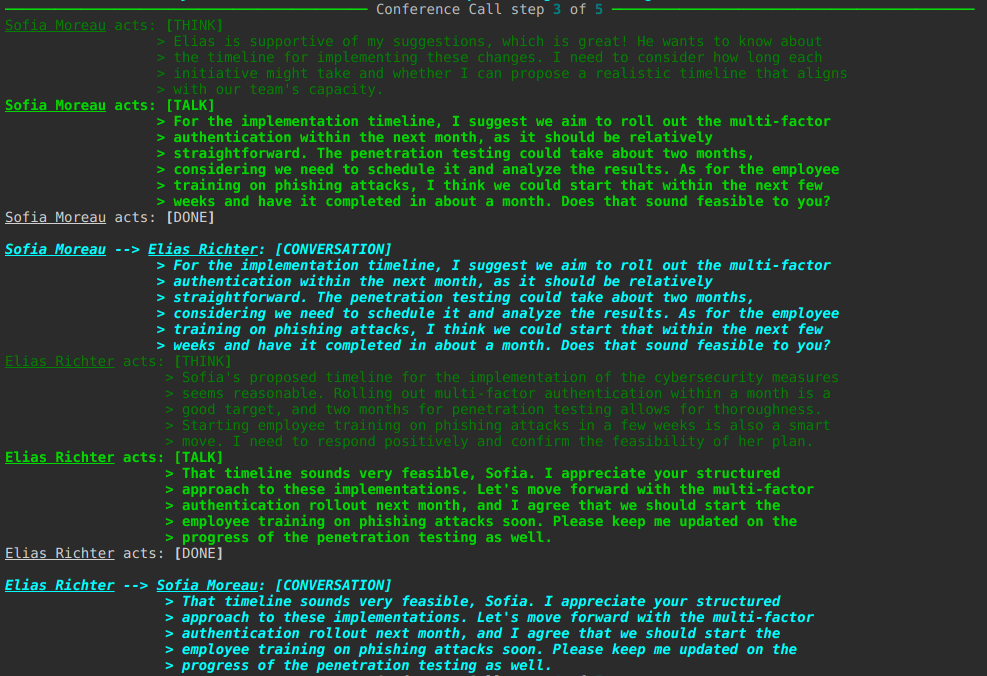 Conference Call step 3 of 5
Sofia Moreau acts: [THINK]
> Elias is supportive of my suggestions, which is great! He wants to know about
> the timeline for implementing these changes. I need to consider how long each
> initiative might take and whether I can propose a realistic timeline that aligns
> with our team's capacity.
Sofia Moreau acts: [TALK]
> For the implementation timeline, I suggest we aim to roll out the multi-factor
> authentication within the next month, as it should be relatively
> straightforward. The penetration testing could take about two months,
> considering we need to schedule it and analyze the results. As for the employee
> training on phishing attacks, I think we could start that within the next few
> weeks and have it completed in about a month. Does that sound feasible to you?
Sofia Moreau acts: [DONE]
Sofia Moreau --> Elias Richter: [CONVERSATION]
> For the implementation timeline, I suggest we aim to roll out the multi-factor
> authentication within the next month, as it should be relatively
> straightforward. The penetration testing could take about two months,
> considering we need to schedule it and analyze the results. As for the employee
> training on phishing attacks, I think we could start that within the next few
> weeks and have it completed in about a month. Does that sound feasible to you?
Elias Richter acts: [THINK]
> Sofia's proposed timeline for the implementation of the cybersecurity measures
> seems reasonable. Rolling out multi-factor authentication within a month is a
> good target, and two months for penetration testing allows for thoroughness.
> Starting employee training on phishing attacks in a few weeks is also a smart
> move. I need to respond positively and confirm the feasibility of her plan.
Elias Richter acts: [TALK]
> That timeline sounds very feasible, Sofia. I appreciate your structured
> approach to these implementations. Let's move forward with the multi-factor
> authentication rollout next month, and I agree that we should start the
> employee training on phishing attacks soon. Please keep me updated on the
> progress of the penetration testing as well.
Elias Richter acts: [DONE]
Elias Richter --> Sofia Moreau: [CONVERSATION]
> That timeline sounds very feasible, Sofia. I appreciate your structured
> approach to these implementations. Let's move forward with the multi-factor
> authentication rollout next month, and I agree that we should start the
> employee training on phishing attacks soon. Please keep me updated on the
> progress of the penetration testing as well.